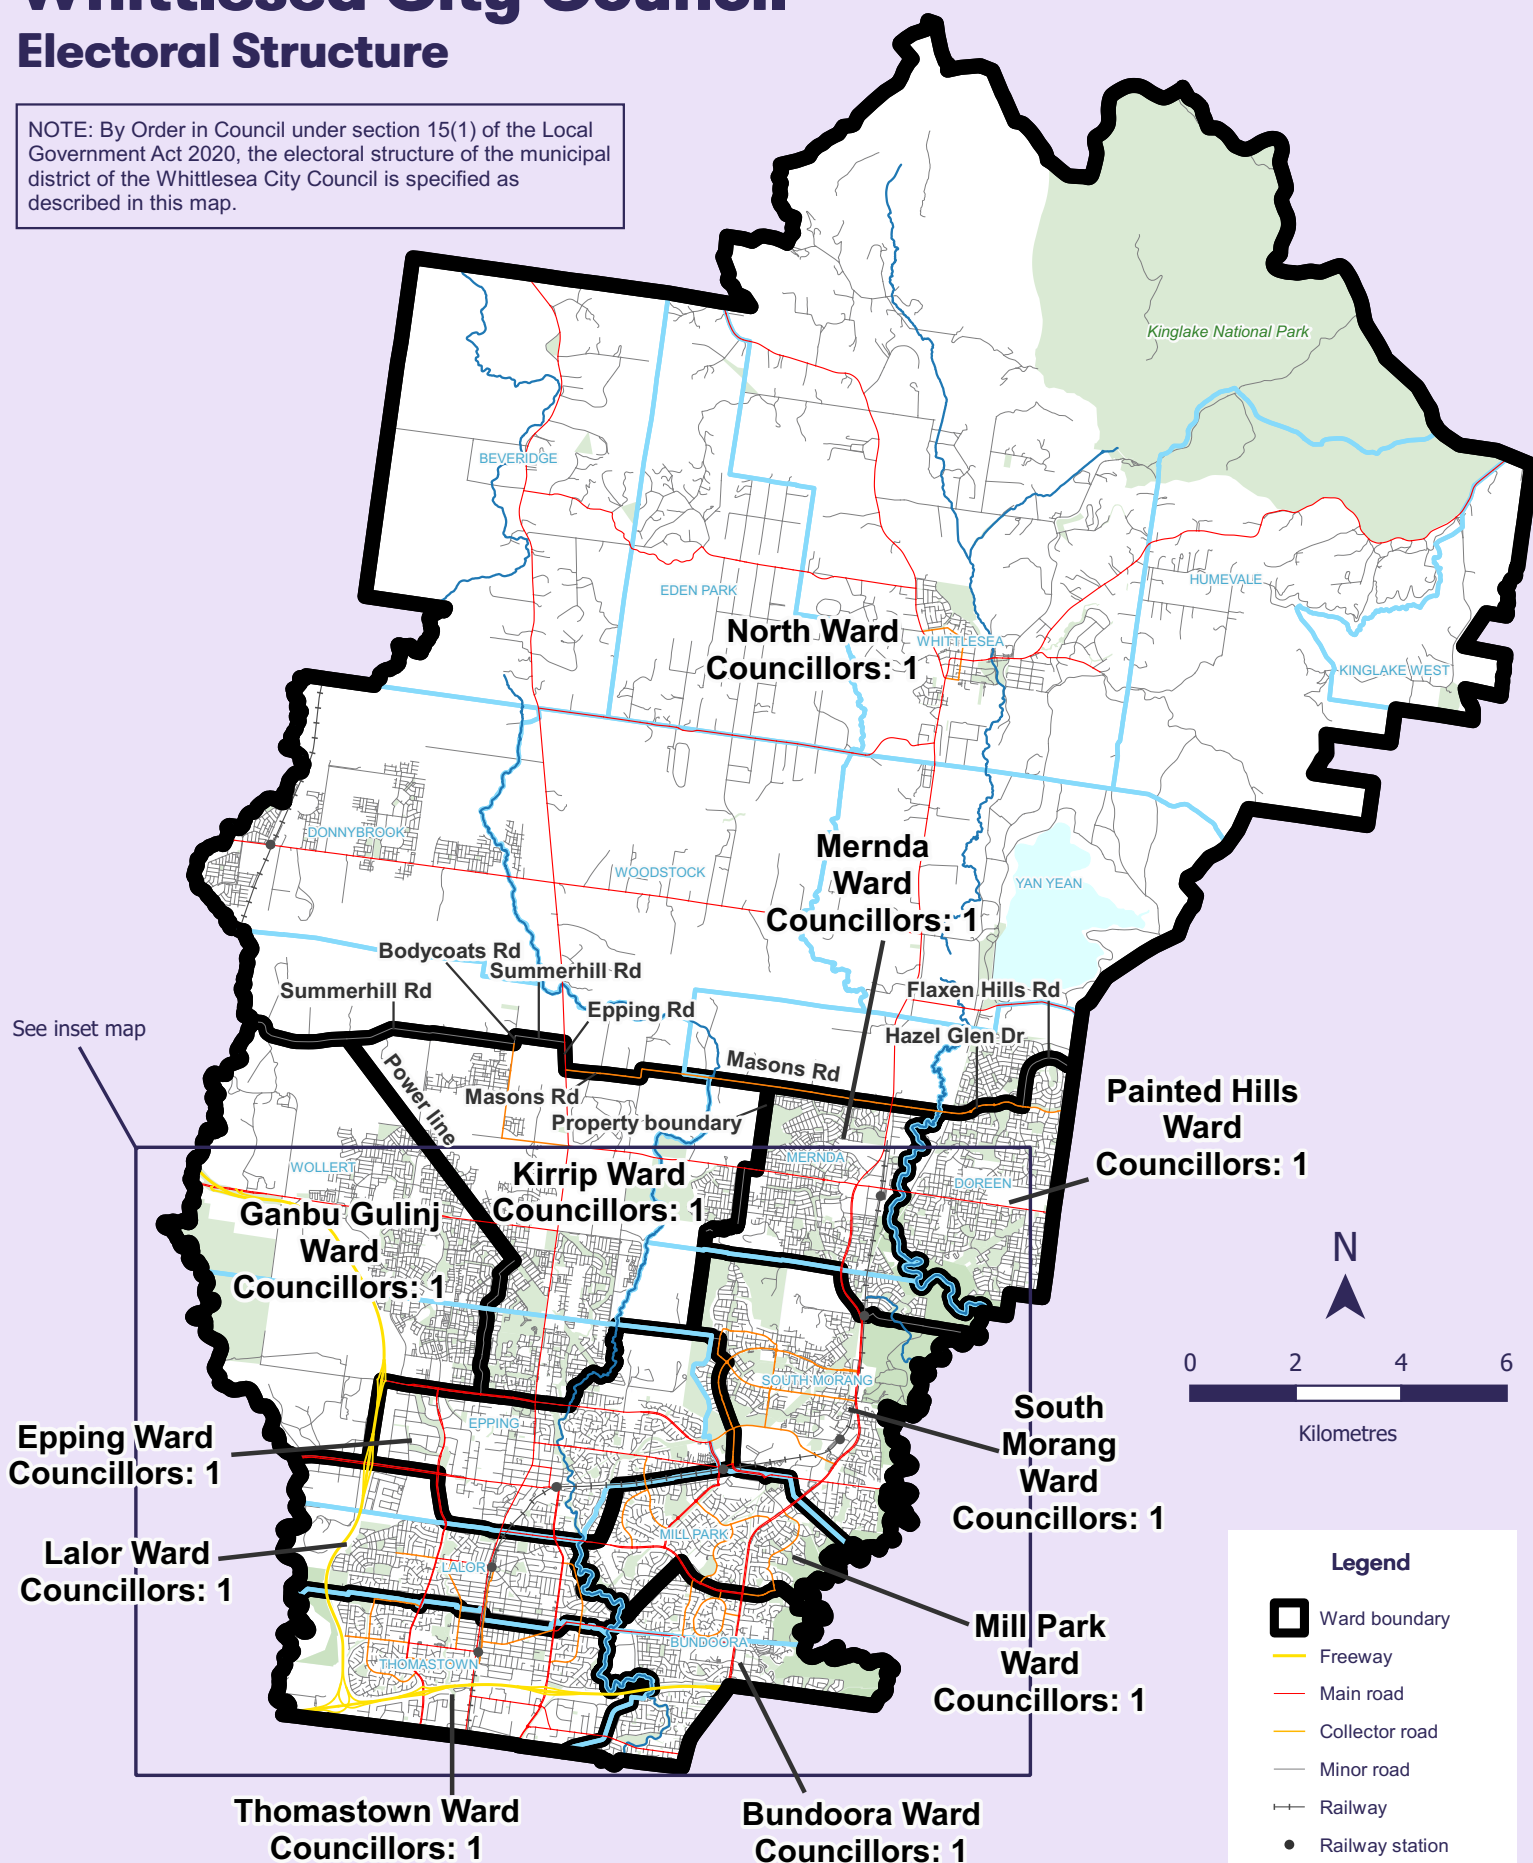 Whittlesea City Council
Electoral Structure
NOTE: By Order in Council under section 15(1) of the Local
Government Act 2020, the electoral structure of the municipal
district of the Whittlesea City Council is specified as
described in this map.
Kinglake National Park
BEVERIDGE
EDEN PARK
HUMEVALE
North Ward
Councillors: 1
WHITTLESEA
KINGLAKE WEST
DONNYBROOK
WOODSTOCK
Mernda
Ward
Councillors: 1
YAN YEAN
Bodycoats Rd
Summerhill Rd
Summerhill Rd
Epping Rd
Flaxen Hills Rd
Hazel Glen Dr
See inset map
Power line
Masons Rd
Masons Rd
Property boundary
Painted Hills
Ward
Councillors: 1
MERNDA
DOREEN
WOLLERT
Kirrip Ward
Councillors: 1
Ganbu Gulinj
Ward
Councillors: 1
N
0 2 4 6
Kilometres
SOUTH MORANG
South
Morang
Ward
Councillors: 1
Epping Ward
Councillors: 1
EPPING
MILL PARK
Lalor Ward
Councillors: 1
LALOR
Mill Park
Ward
Councillors: 1
BUNDOORA
THOMASTOWN
Thomastown Ward
Councillors: 1
Bundoora Ward
Councillors: 1
Legend
Ward boundary
Freeway
Main road
Collector road
Minor road
Railway
Railway station